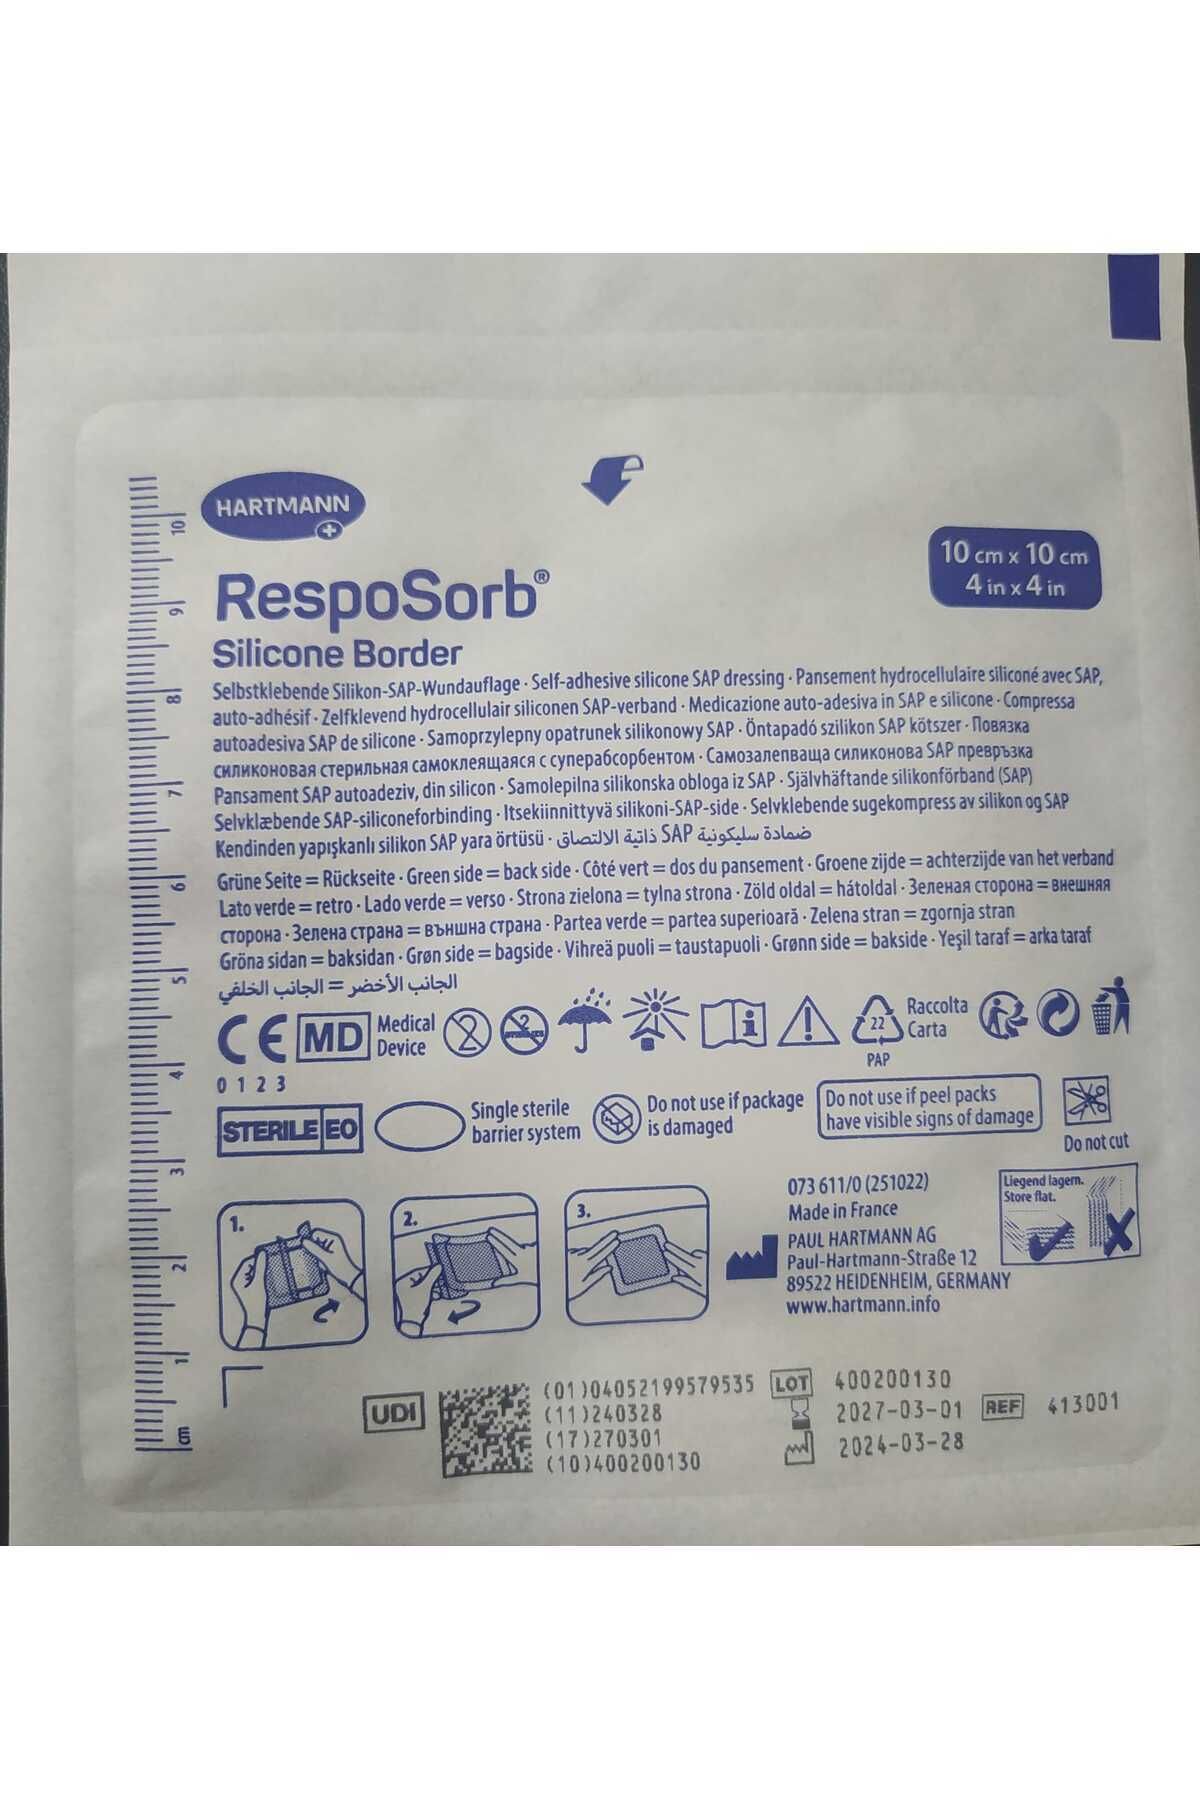 HARTMANN
RespoSorb®
Silicone Border
10 cm x 10 cm
4 in x 4 in
Selbstklebende Silikon-SAP-Wundauflage · Self-adhesive silicone SAP dressing · Pansement hydrocellulaire siliconé avec SAP,
auto-adhésif · Zelfklevend hydrocellulair siliconen SAP-verband · Medicazione auto-adesiva in SAP e silicone · Compressa
autoadesiva SAP de silicone · Samoprzylepny opatrunek silikonowy SAP · Öntapadó szilikon SAP kötszer · Повязка
силиконовая стерильная самоклеящаяся с суперабсорбентом · Самозалепваща силиконова SAP превръзка
Pansament SAP autoadeziv, din silicon · Samolepilna silikonska obloga iz SAP · Självhäftande silikonförband (SAP)
Selvklæbende SAP-siliconeforbinding · Itsekiinnittyvä silikoni-SAP-side · Selvklebende sugekompress av silikon og SAP
Kendinden yapışkanlı silikon SAP yara örtüsü · ضمادة سليكونية SAP ذاتية الالتصاق
Grüne Seite = Rückseite · Green side = back side · Côté vert = dos du pansement · Groene zijde = achterzijde van het verband
Lato verde = retro · Lado verde = verso · Strona zielona = tylna strona · Zöld oldal = hátoldal · Зеленая сторона = внешняя
сторона · Зелена страна = външна страна · Partea verde = partea superioară · Zelena stran = zgornja stran
Gröna sidan = baksidan · Grøn side = bagside · Vihreä puoli = taustapuoli · Grønn side = bakside · Yeşil taraf = arka taraf
الجانب الأخضر = الجانب الخلفي
CE
0 1 2 3
MD
Medical
Device
2
2
i
22
PAP
Raccolta
Carta
STERILE EO
Single sterile
barrier system
Do not use if package
is damaged
Do not use if peel packs
have visible signs of damage
Do not cut
1.
2.
3.
073 611/0 (251022)
Made in France
PAUL HARTMANN AG
Paul-Hartmann-Straße 12
89522 HEIDENHEIM, GERMANY
www.hartmann.info
Liegend lagern.
Store flat.
UDI
(01)04052199579535
(11)240328
(17)270301
(10)400200130
LOT 400200130
2027-03-01
2024-03-28
REF 413001
10
9
8
7
6
5
4
3
2
1
cm